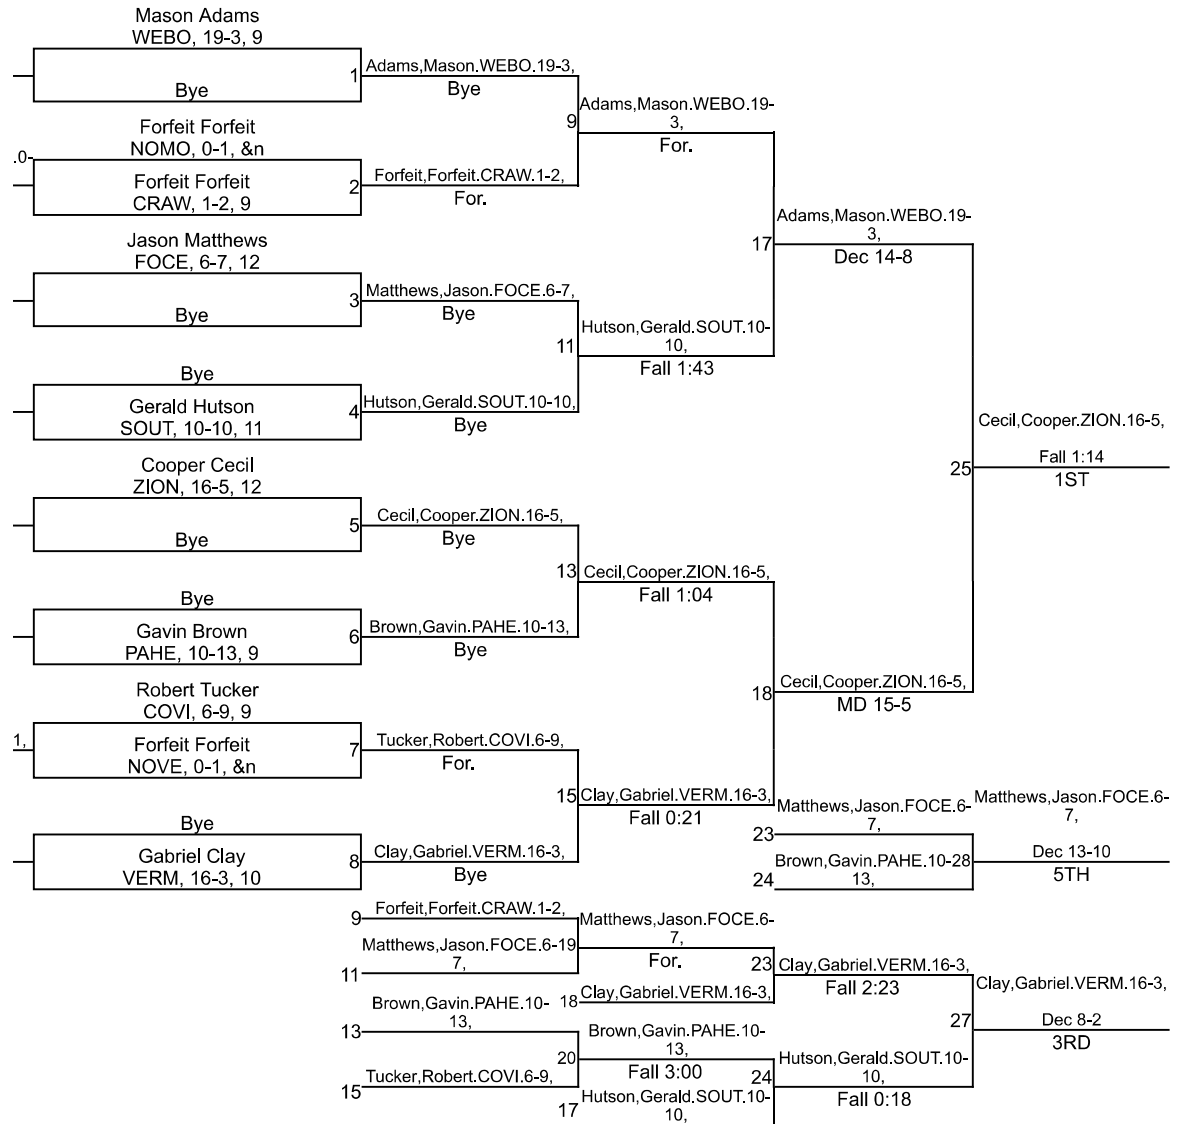 Mason Adams
WEBO, 19-3, 9
1
Bye
Adams,Mason.WEBO.19-3,
Bye
Forfeit Forfeit
NOMO, 0-1, &n
.0-
Forfeit Forfeit
CRAW, 1-2, 9
2
Forfeit,Forfeit.CRAW.1-2,
For.
9
Adams,Mason.WEBO.19-
3,
For.
Jason Matthews
FOCE, 6-7, 12
3
Bye
Matthews,Jason.FOCE.6-7,
Bye
Bye
Gerald Hutson
SOUT, 10-10, 11
4
Hutson,Gerald.SOUT.10-10,
Bye
11
Hutson,Gerald.SOUT.10-
10,
Fall 1:43
17
Adams,Mason.WEBO.19-
3,
Dec 14-8
Cooper Cecil
ZION, 16-5, 12
5
Bye
Cecil,Cooper.ZION.16-5,
Bye
Bye
Gavin Brown
PAHE, 10-13, 9
6
Brown,Gavin.PAHE.10-13,
Bye
13
Cecil,Cooper.ZION.16-5,
Fall 1:04
Robert Tucker
COVI, 6-9, 9
1,
Forfeit Forfeit
NOVE, 0-1, &n
7
Tucker,Robert.COVI.6-9,
For.
Bye
Gabriel Clay
VERM, 16-3, 10
8
Clay,Gabriel.VERM.16-3,
Bye
15
Clay,Gabriel.VERM.16-3,
Fall 0:21
18
Cecil,Cooper.ZION.16-5,
MD 15-5
25
Cecil,Cooper.ZION.16-5,
Fall 1:14
1ST
23
Matthews,Jason.FOCE.6-
7,
24
Brown,Gavin.PAHE.10-
13,
28
Matthews,Jason.FOCE.6-
7,
Dec 13-10
5TH
9
Forfeit,Forfeit.CRAW.1-2,
11
Matthews,Jason.FOCE.6-
7,
19
Matthews,Jason.FOCE.6-
7,
For.
18
Clay,Gabriel.VERM.16-3,
23
Clay,Gabriel.VERM.16-3,
Fall 2:23
13
Brown,Gavin.PAHE.10-
13,
15
Tucker,Robert.COVI.6-9,
20
Brown,Gavin.PAHE.10-
13,
Fall 3:00
17
Hutson,Gerald.SOUT.10-
10,
24
Hutson,Gerald.SOUT.10-
10,
Fall 0:18
27
Clay,Gabriel.VERM.16-3,
Dec 8-2
3RD